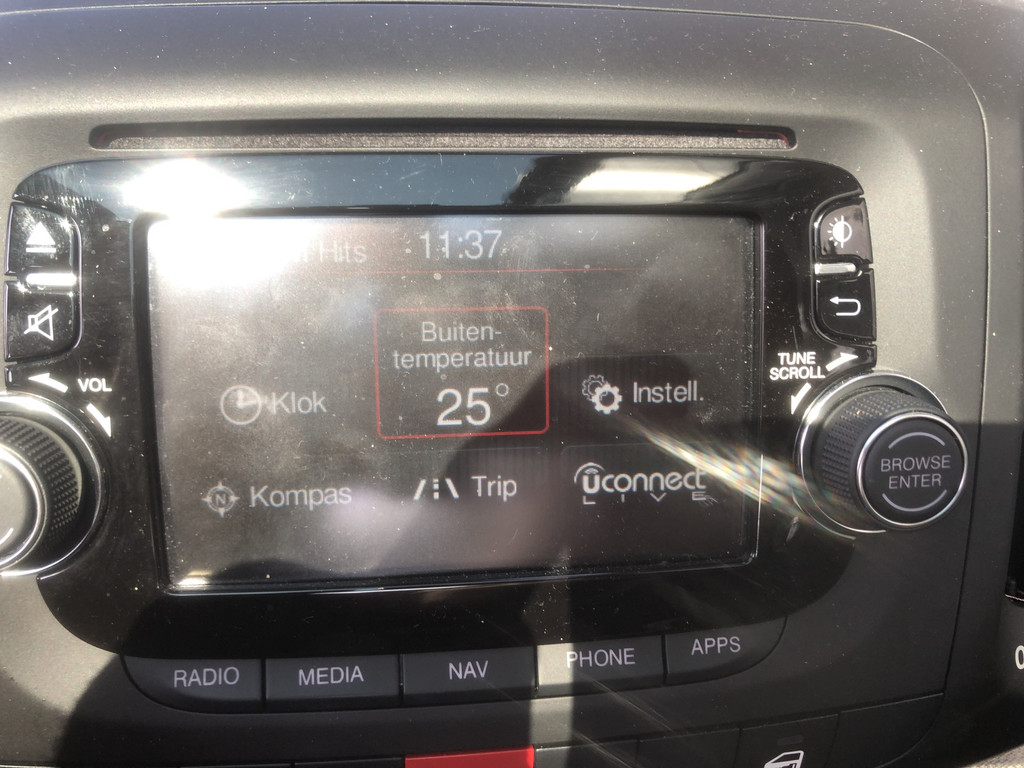 Hits
11:37
Buiten-
temperatuur
25°
Klok
Instell.
Kompas
Trip
uconnect
LIVE
VOL
TUNE
SCROLL
BROWSE
ENTER
RADIO
MEDIA
NAV
PHONE
APPS